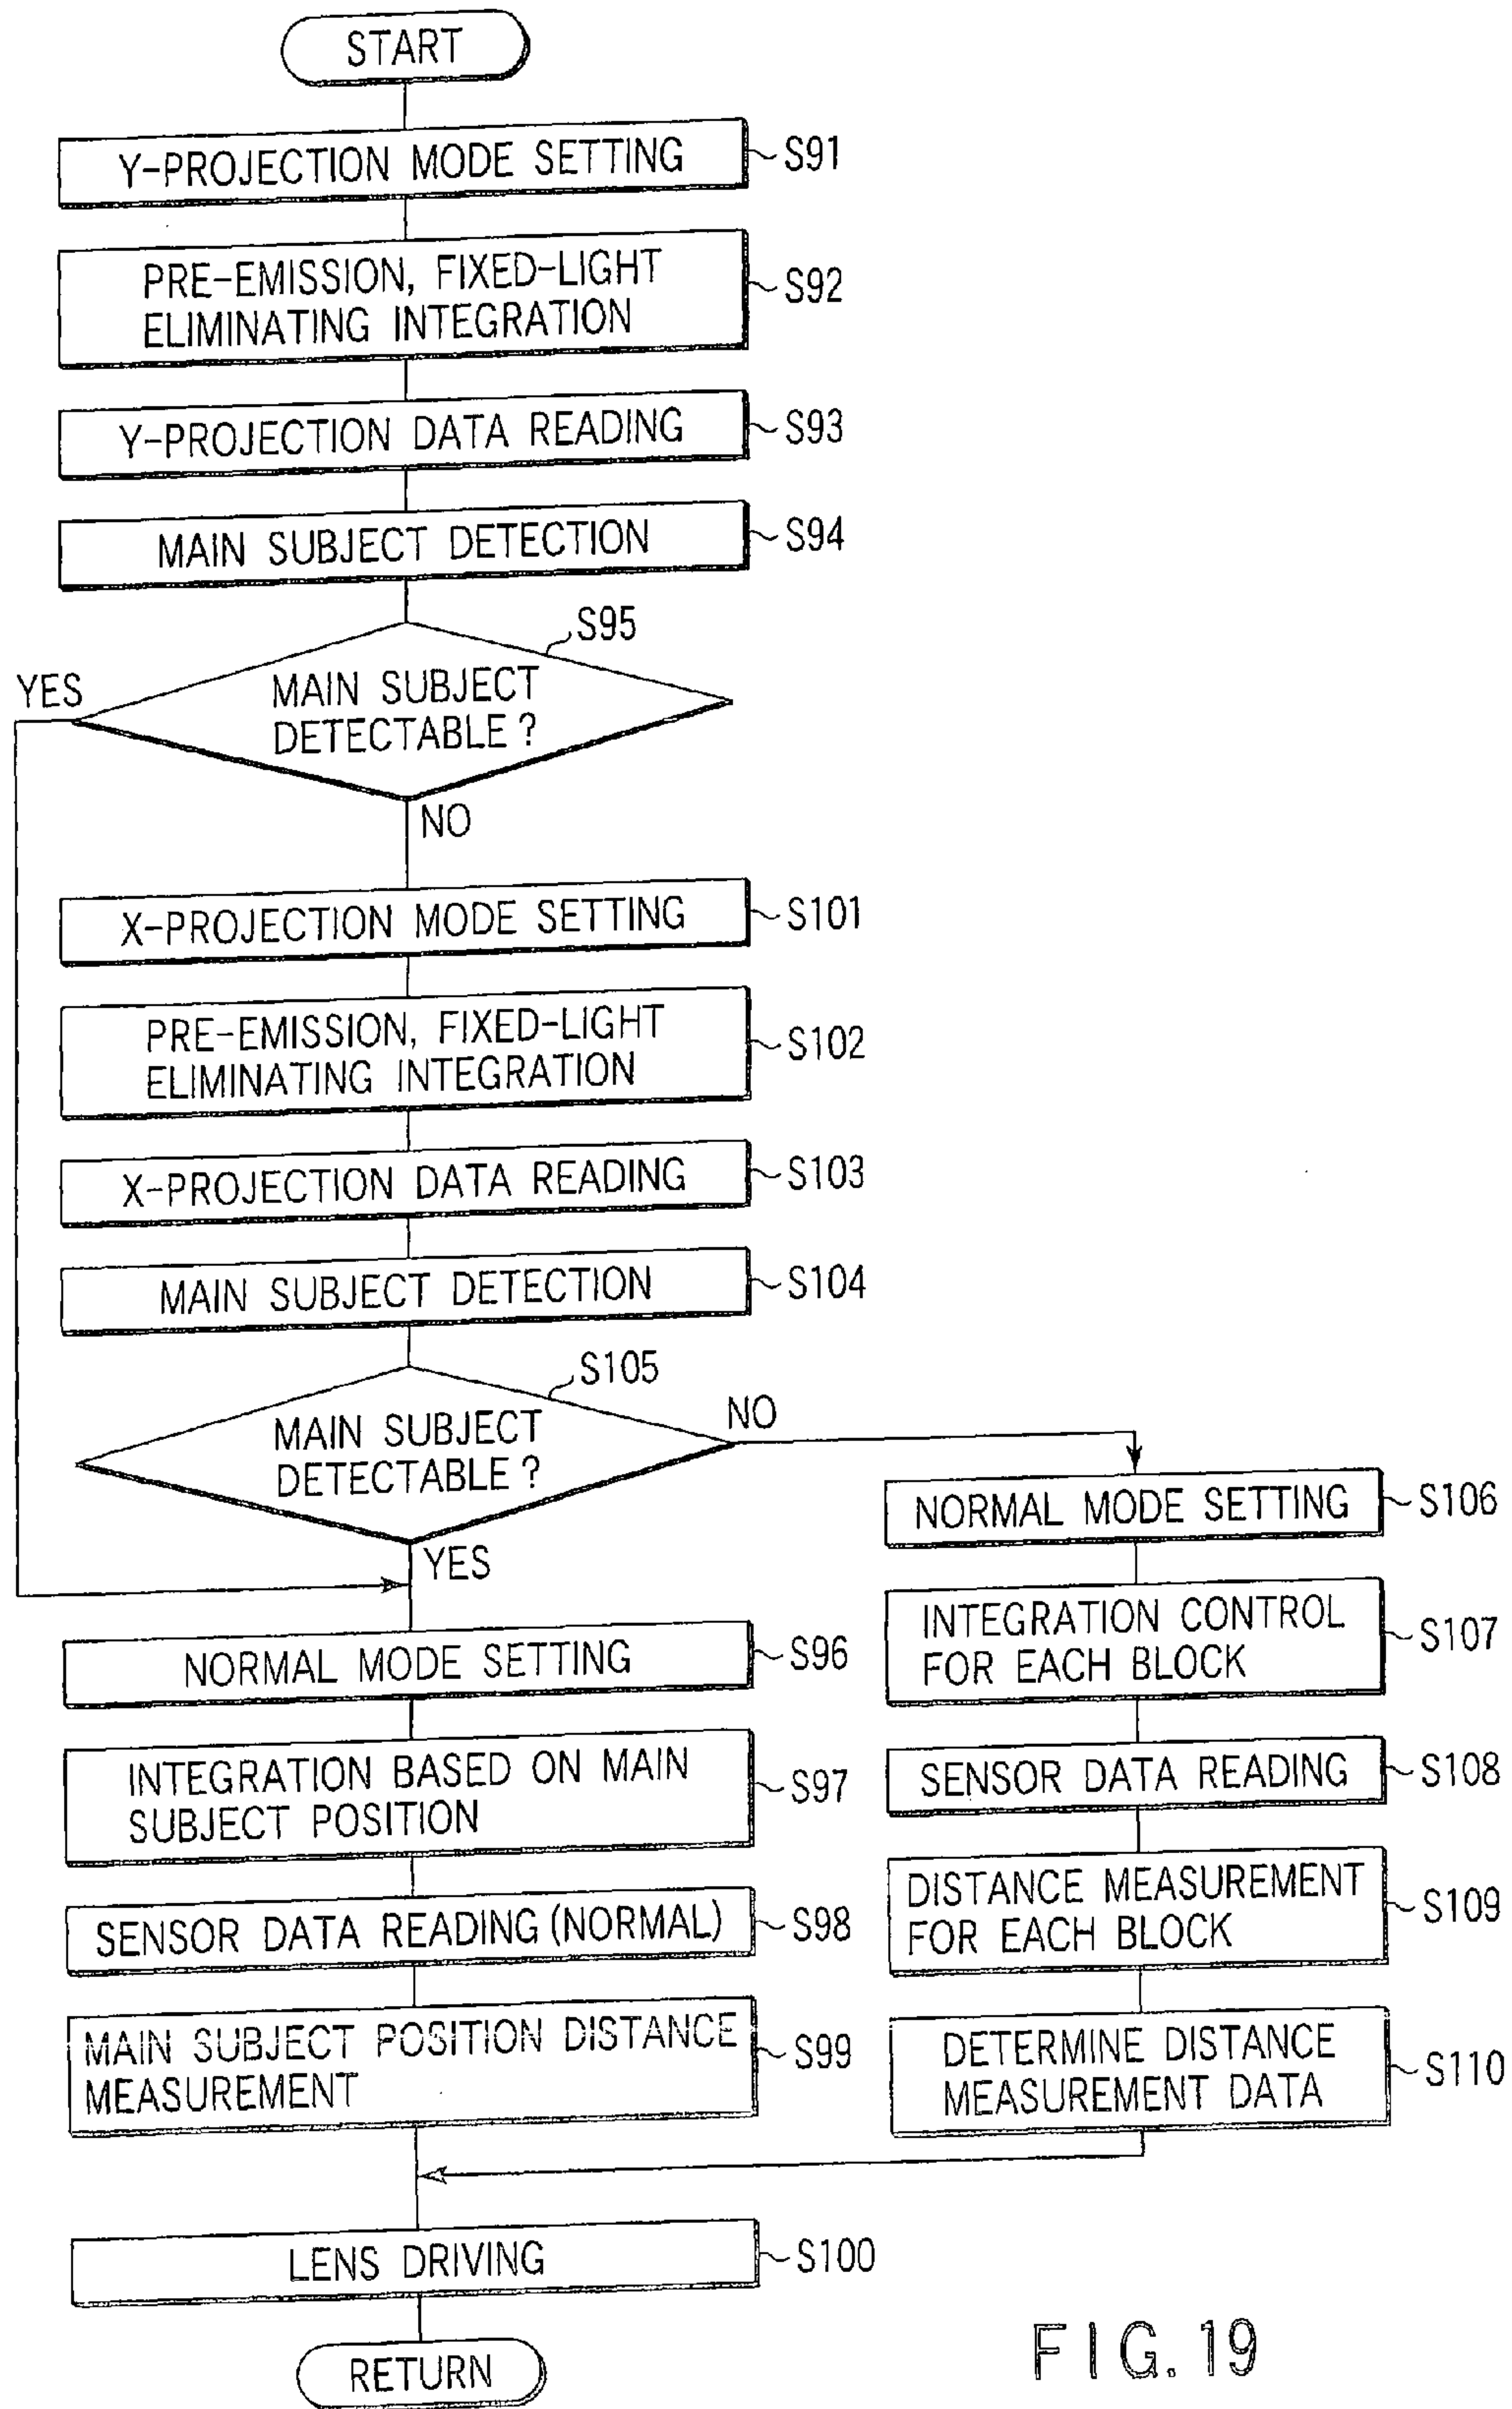 START
Y-PROJECTION MODE SETTING
S91
PRE-EMISSION, FIXED-LIGHT
ELIMINATING INTEGRATION
S92
Y-PROJECTION DATA READING
S93
MAIN SUBJECT DETECTION
S94
S95
MAIN SUBJECT
DETECTABLE ?
YES
NO
X-PROJECTION MODE SETTING
S101
PRE-EMISSION, FIXED-LIGHT
ELIMINATING INTEGRATION
S102
X-PROJECTION DATA READING
S103
MAIN SUBJECT DETECTION
S104
S105
MAIN SUBJECT
DETECTABLE ?
NO
YES
NORMAL MODE SETTING
S96
INTEGRATION BASED ON MAIN
SUBJECT POSITION
S97
SENSOR DATA READING (NORMAL)
S98
MAIN SUBJECT POSITION DISTANCE
MEASUREMENT
S99
NORMAL MODE SETTING
S106
INTEGRATION CONTROL
FOR EACH BLOCK
S107
SENSOR DATA READING
S108
DISTANCE MEASUREMENT
FOR EACH BLOCK
S109
DETERMINE DISTANCE
MEASUREMENT DATA
S110
LENS DRIVING
S100
RETURN
FIG. 19